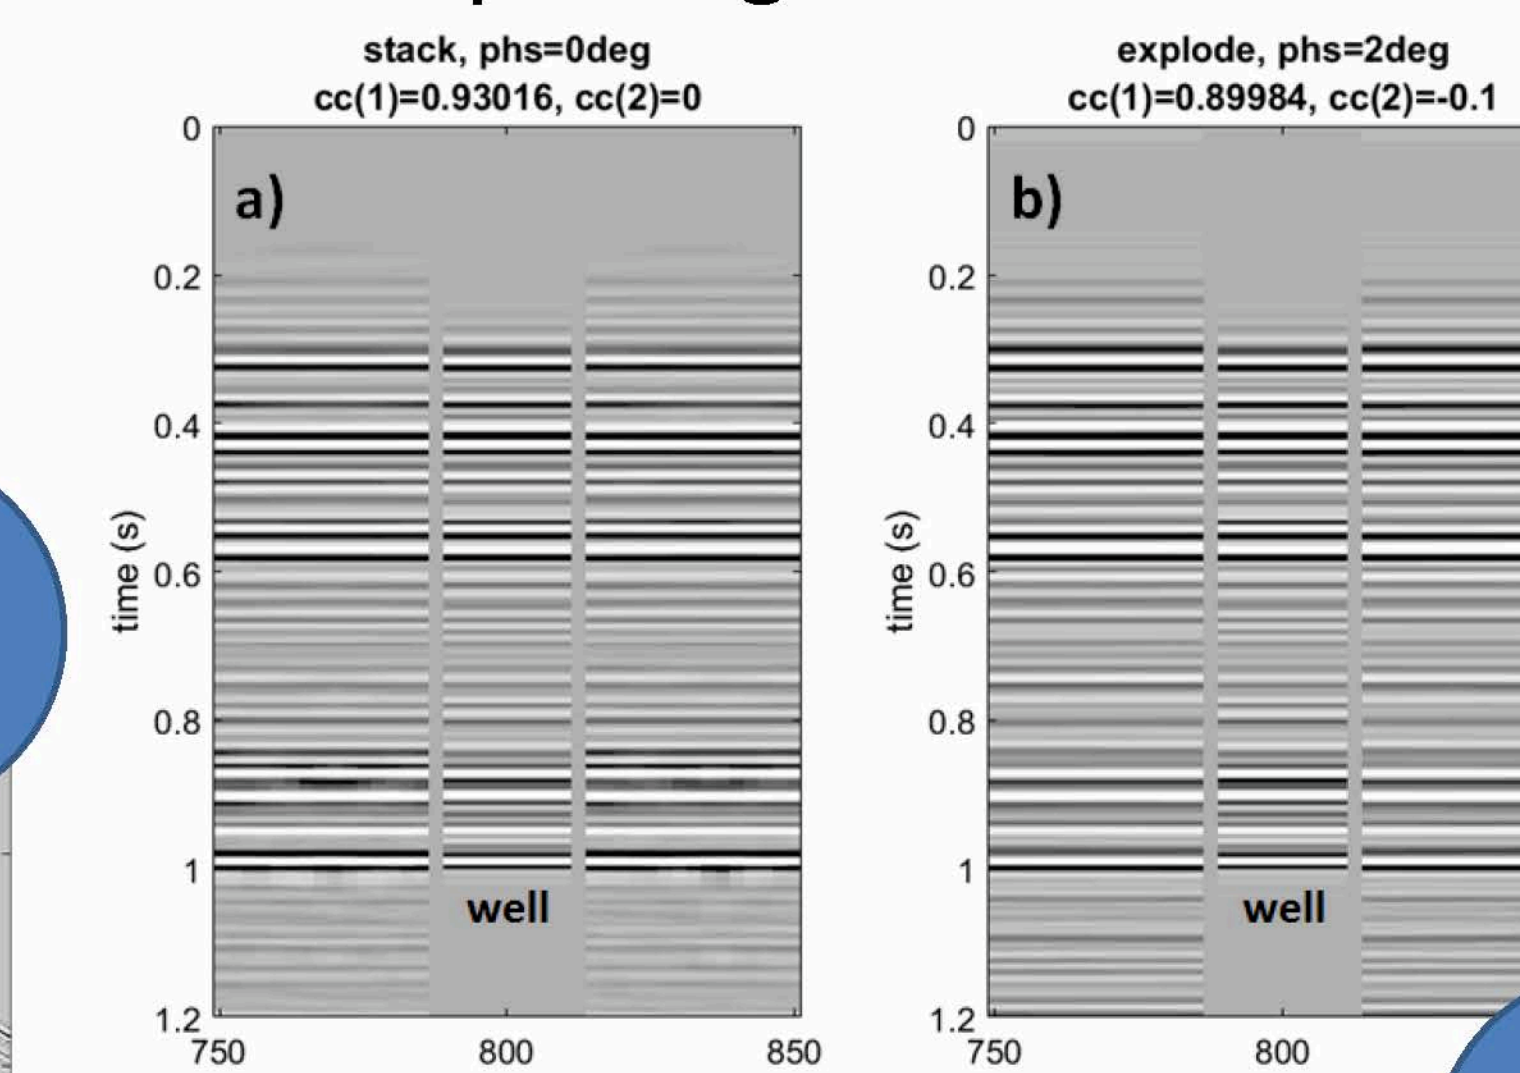 stack, phs=0deg
cc(1)=0.93016, cc(2)=0
a)
0
0.2
0.4
0.6
0.8
1
1.2
time (s)
well
750
800
850
explode, phs=2deg
cc(1)=0.89984, cc(2)=-0.1
b)
0
0.2
0.4
0.6
0.8
1
1.2
time (s)
well
750
800